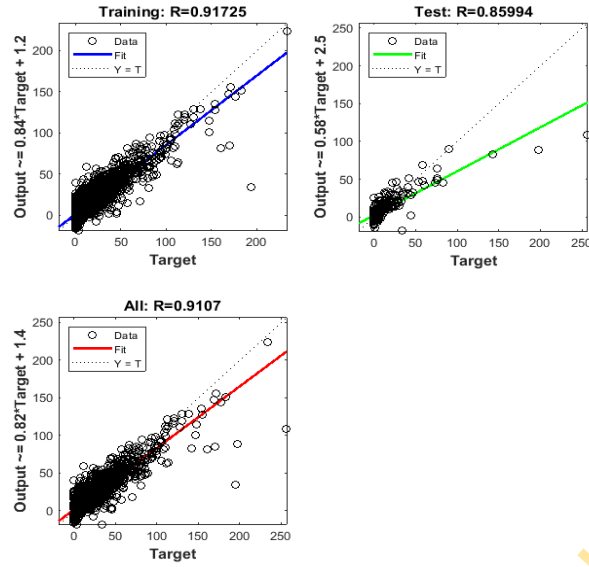 Training: R=0.91725
Output ~= 0.84*Target + 1.2
200
150
100
50
0
Data
Fit
Y = T
0
50
100
150
200
Target
Test: R=0.85994
Output ~= 0.58*Target + 2.5
250
200
150
100
50
0
Data
Fit
Y = T
0
50
100
150
200
250
Target
All: R=0.9107
Output ~= 0.82*Target + 1.4
250
200
150
100
50
0
Data
Fit
Y = T
0
50
100
150
200
250
Target